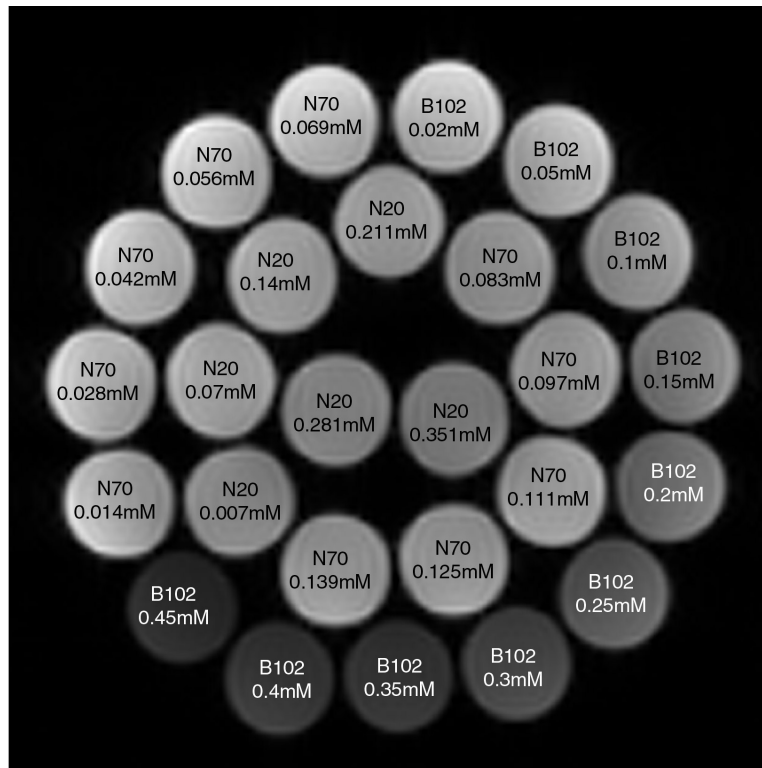 N70
0.069mM
B102
0.02mM
N70
0.056mM
B102
0.05mM
N20
0.211mM
N70
0.042mM
N20
0.14mM
N70
0.083mM
B102
0.1mM
N70
0.028mM
N20
0.07mM
N20
0.281mM
N20
0.351mM
N70
0.097mM
B102
0.15mM
N70
0.014mM
N20
0.007mM
N70
0.111mM
B102
0.2mM
N70
0.139mM
N70
0.125mM
B102
0.45mM
B102
0.25mM
B102
0.4mM
B102
0.35mM
B102
0.3mM